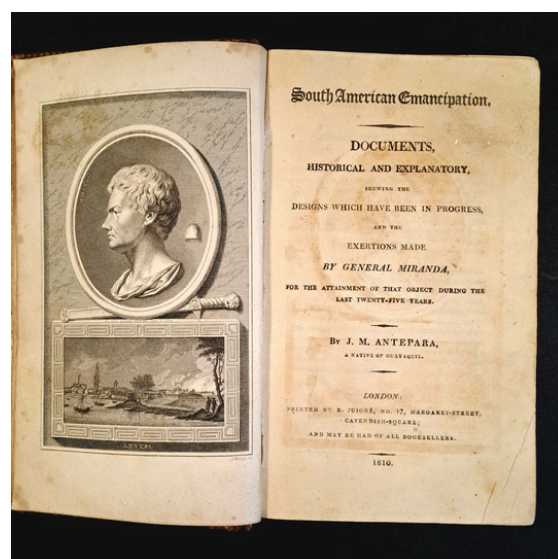 ANVERS
South American Emancipation.
DOCUMENTS,
HISTORICAL AND EXPLANATORY,
SHEWING THE
DESIGNS WHICH HAVE BEEN IN PROGRESS,
AND THE
EXERTIONS MADE
BY GENERAL MIRANDA,
FOR THE ATTAINMENT OF THAT OBJECT DURING THE
LAST TWENTY-FIVE YEARS.
BY J. M. ANTEPARA,
A NATIVE OF GUAYAQUIL.
LONDON:
PRINTED BY R. JUIGNÉ, NO. 17, MARGARET-STREET,
CAVENDISH-SQUARE;
AND MAY BE HAD OF ALL BOOKSELLERS.
1810.